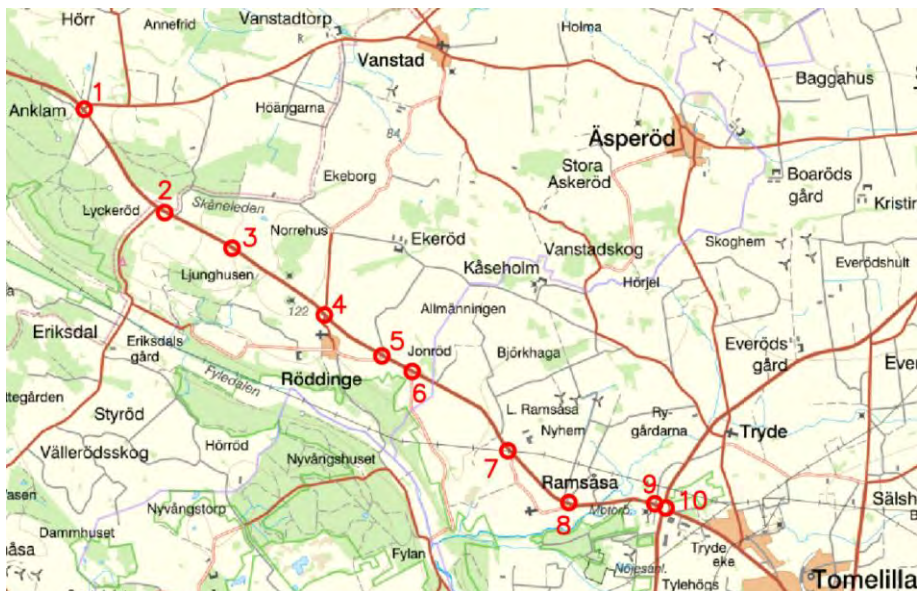 Hörr
Annefrid
Vanstadtorp
Holma
Vanstad
Baggahus
1
Anklam
Höängarna
84
Äsperöd
Stora
Askeröd
Boaröds
gård
Ekeborg
2
Lyckeröd
Skåneleden
Kristin
3
Norrehus
Ekeröd
Vanstadskog
Skoghem
Ljunghusen
Kåseholm
Everödshult
Hörjel
122
4
Allmänningen
Eriksdal
Eriksdals
gård
5
Jonröd
Björkhaga
Everöds
gård
Ever
Röddinge
6
Fyledalen
ttegården
Styröd
L. Ramsåsa
Ry-
gårdarna
Tryde
Vällerödsskog
Hörröd
Nyhem
Nyvångshuset
7
Ramsåsa
9
Sälsh
Nyvångstorp
8
Motorb.
10
Dammhuset
Fylan
Tryde
eke
Nöjesanl.
Tylehögs
Tomelilla